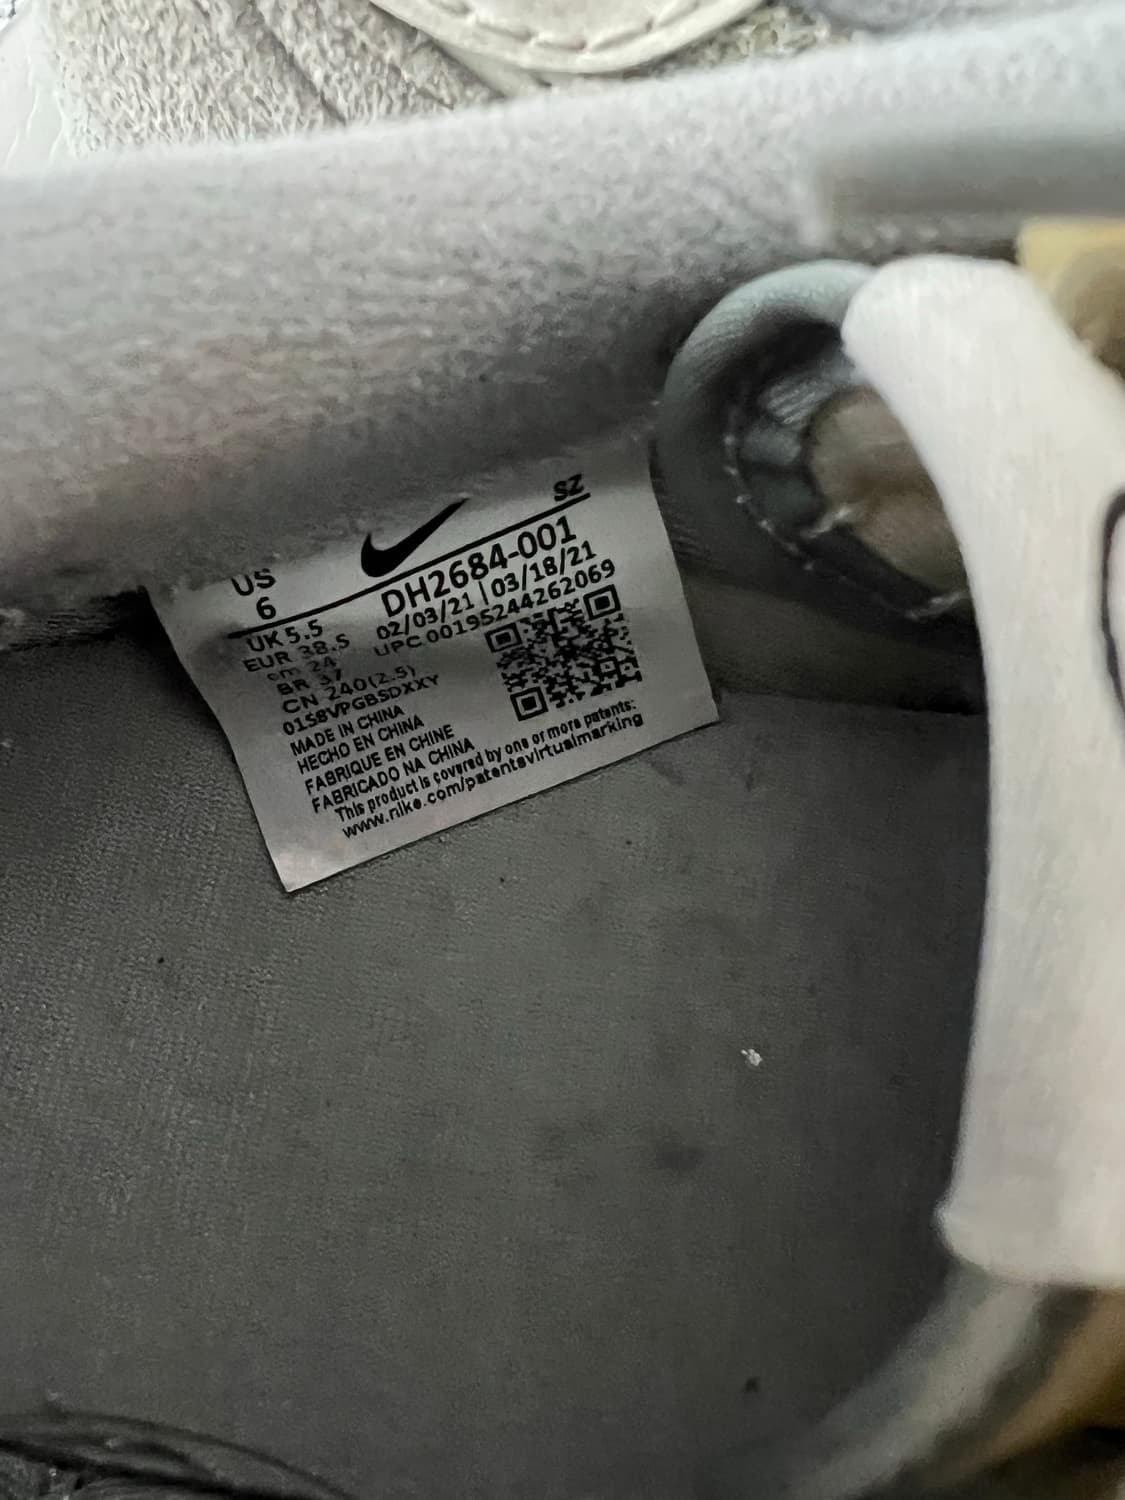 SZ
US
6
UK 5.5
EUR 38.5
cm 24
BR 37
CN 240(2.5)
01S8VPGBSDXXY
DH2684-001
02/03/21 | 03/18/21
UPC 00195244262069
MADE IN CHINA
HECHO EN CHINA
FABRIQUE EN CHINE
FABRICADO NA CHINA
This product is covered by one or more patents:
www.nike.com/patentsvirtualmarking